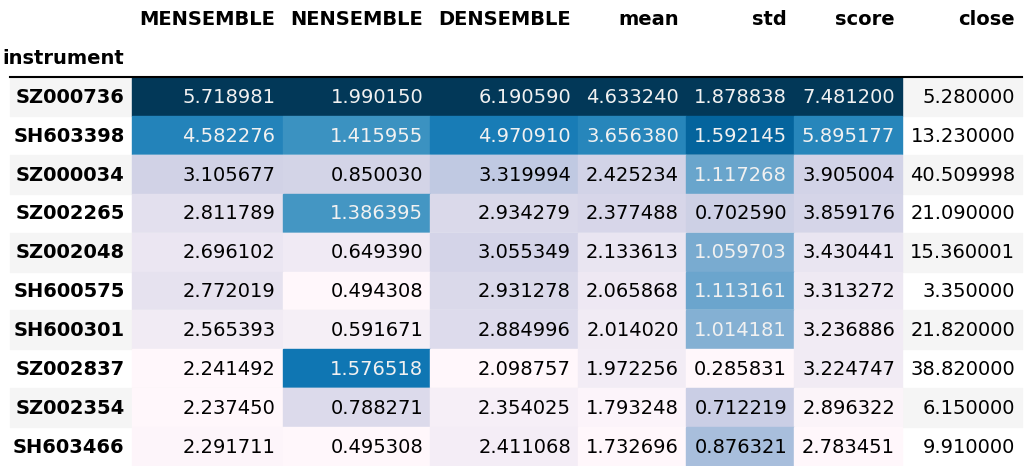 MENSEMBLE NENSEMBLE DENSEMBLE mean std score close
instrument
SZ000736 5.718981 1.990150 6.190590 4.633240 1.878838 7.481200 5.280000
SH603398 4.582276 1.415955 4.970910 3.656380 1.592145 5.895177 13.230000
SZ000034 3.105677 0.850030 3.319994 2.425234 1.117268 3.905004 40.509998
SZ002265 2.811789 1.386395 2.934279 2.377488 0.702590 3.859176 21.090000
SZ002048 2.696102 0.649390 3.055349 2.133613 1.059703 3.430441 15.360001
SH600575 2.772019 0.494308 2.931278 2.065868 1.113161 3.313272 3.350000
SH600301 2.565393 0.591671 2.884996 2.014020 1.014181 3.236886 21.820000
SZ002837 2.241492 1.576518 2.098757 1.972256 0.285831 3.224747 38.820000
SZ002354 2.237450 0.788271 2.354025 1.793248 0.712219 2.896322 6.150000
SH603466 2.291711 0.495308 2.411068 1.732696 0.876321 2.783451 9.910000